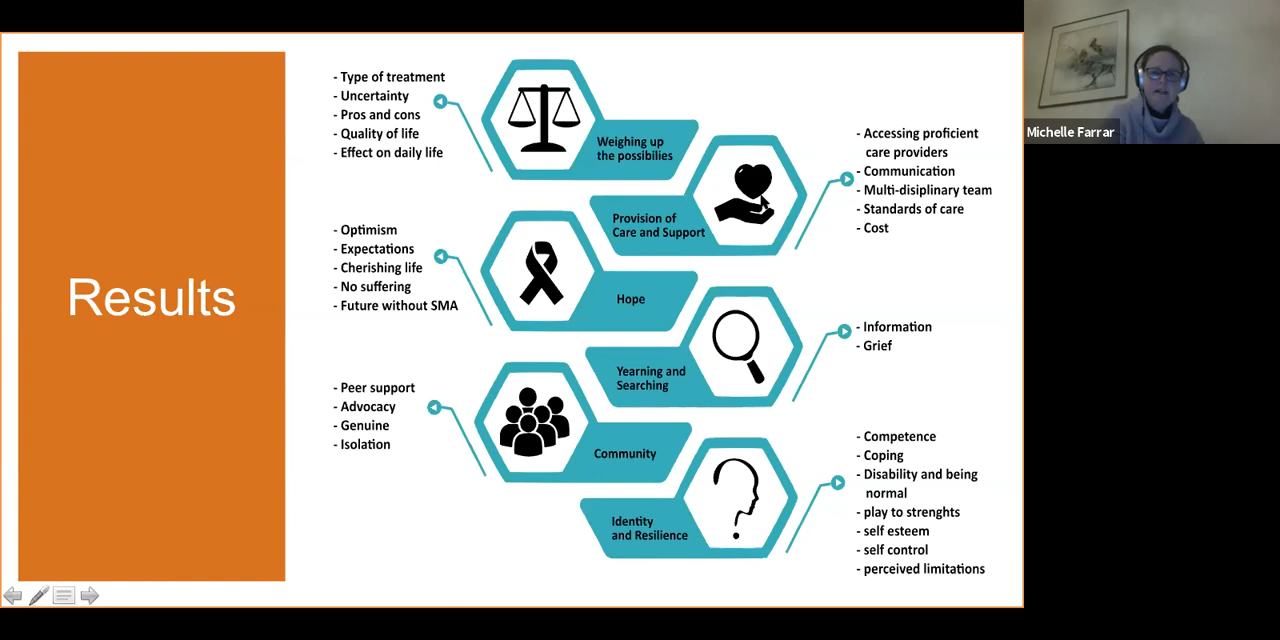 Results
- Type of treatment
- Uncertainty
- Pros and cons
- Quality of life
- Effect on daily life
Weighing up
the possibilies
- Accessing proficient
care providers
- Communication
- Multi-disiplinary team
- Standards of care
- Cost
Provision of
Care and Support
- Optimism
- Expectations
- Cherishing life
- No suffering
- Future without SMA
Hope
- Information
- Grief
Yearning and
Searching
- Peer support
- Advocacy
- Genuine
- Isolation
Community
- Competence
- Coping
- Disability and being
normal
- play to strenghts
- self esteem
- self control
- perceived limitations
Identity
and Resilience
Michelle Farrar